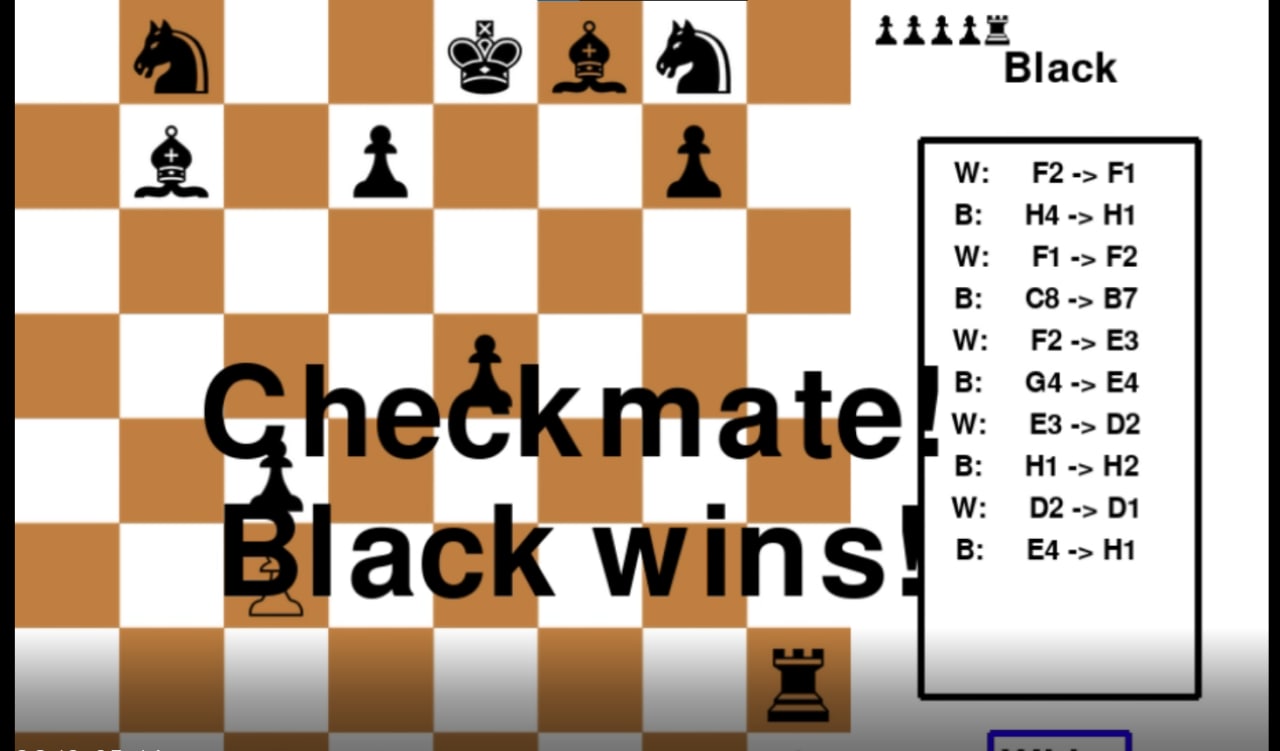 Black
W: F2 -> F1
B: H4 -> H1
W: F1 -> F2
B: C8 -> B7
W: F2 -> E3
B: G4 -> E4
W: E3 -> D2
B: H1 -> H2
W: D2 -> D1
B: E4 -> H1
Checkmate!
Black wins!